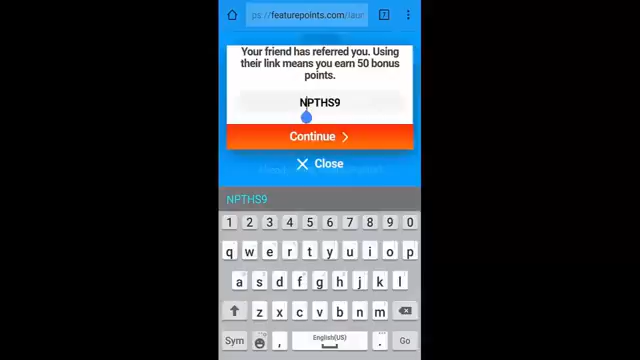 7
ps://featurepoints.com/laun
Your friend has referred you. Using
their link means you earn 50 bonus
points.
NPTHS9
Continue
Close
NPTHS9
1 2 3 4 5 6 7 8 9 0
q w e r t y u i o p
a s d f g h j k l
z x c v b n m
Sym , English(US) . Go